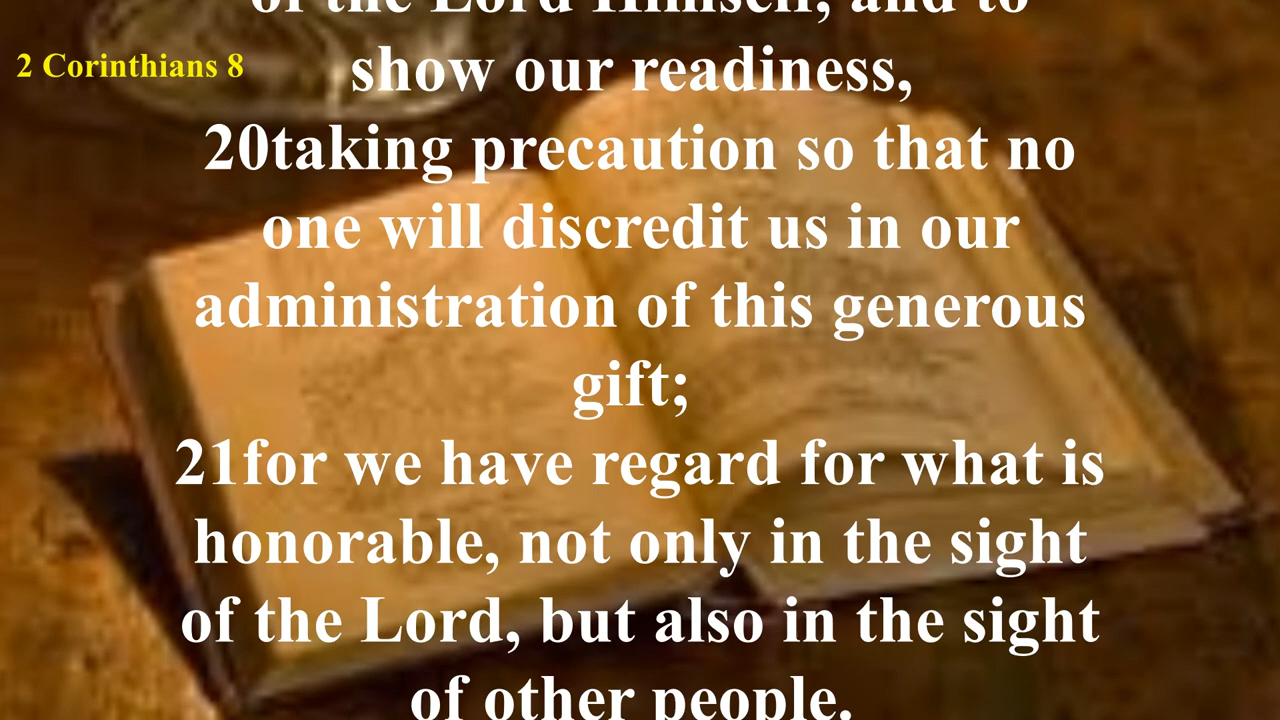 of the Lord Himself, and to
2 Corinthians 8
show our readiness,
20taking precaution so that no
one will discredit us in our
administration of this generous
gift;
21for we have regard for what is
honorable, not only in the sight
of the Lord, but also in the sight
of other people.